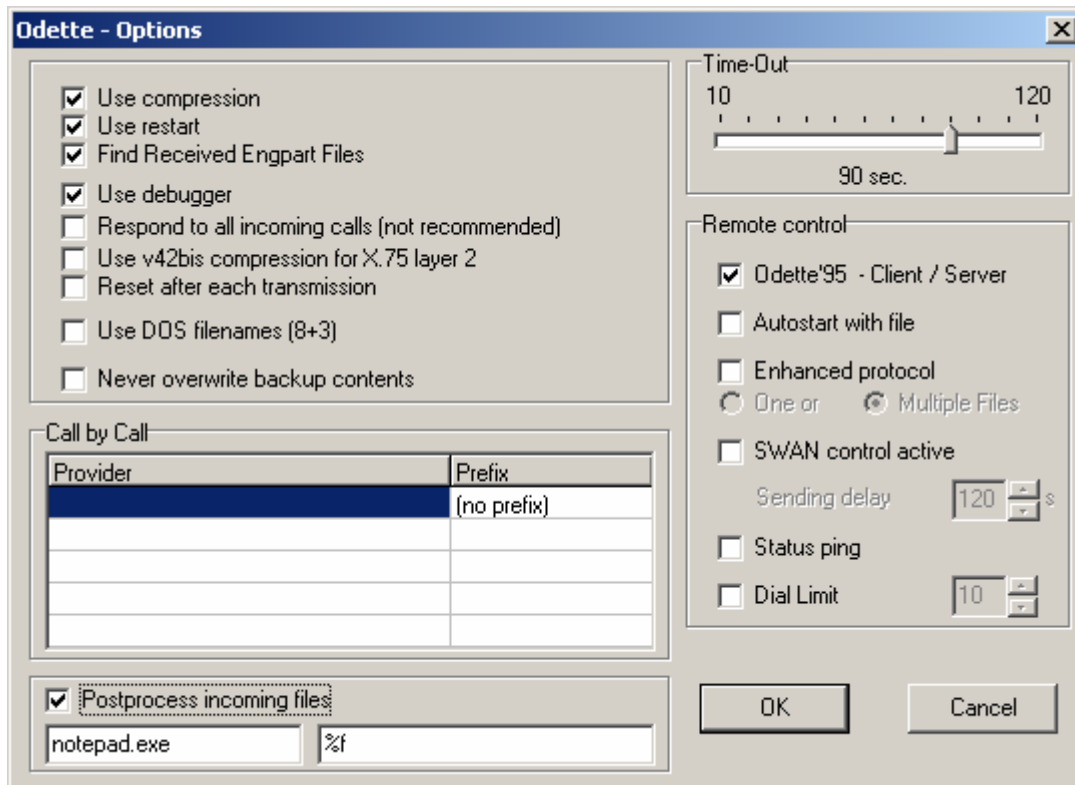 Odette - Options
Use compression
Use restart
Find Received Engpart Files
Use debugger
Respond to all incoming calls (not recommended)
Use v42bis compression for X.75 layer 2
Reset after each transmission
Use DOS filenames (8+3)
Never overwrite backup contents
Call by Call
Provider Prefix
(no prefix)
Postprocess incoming files
notepad.exe %f
Time-Out
10 120
90 sec.
Remote control
Odette'95 - Client / Server
Autostart with file
Enhanced protocol
One or Multiple Files
SWAN control active
Sending delay 120 s
Status ping
Dial Limit 10
OK Cancel